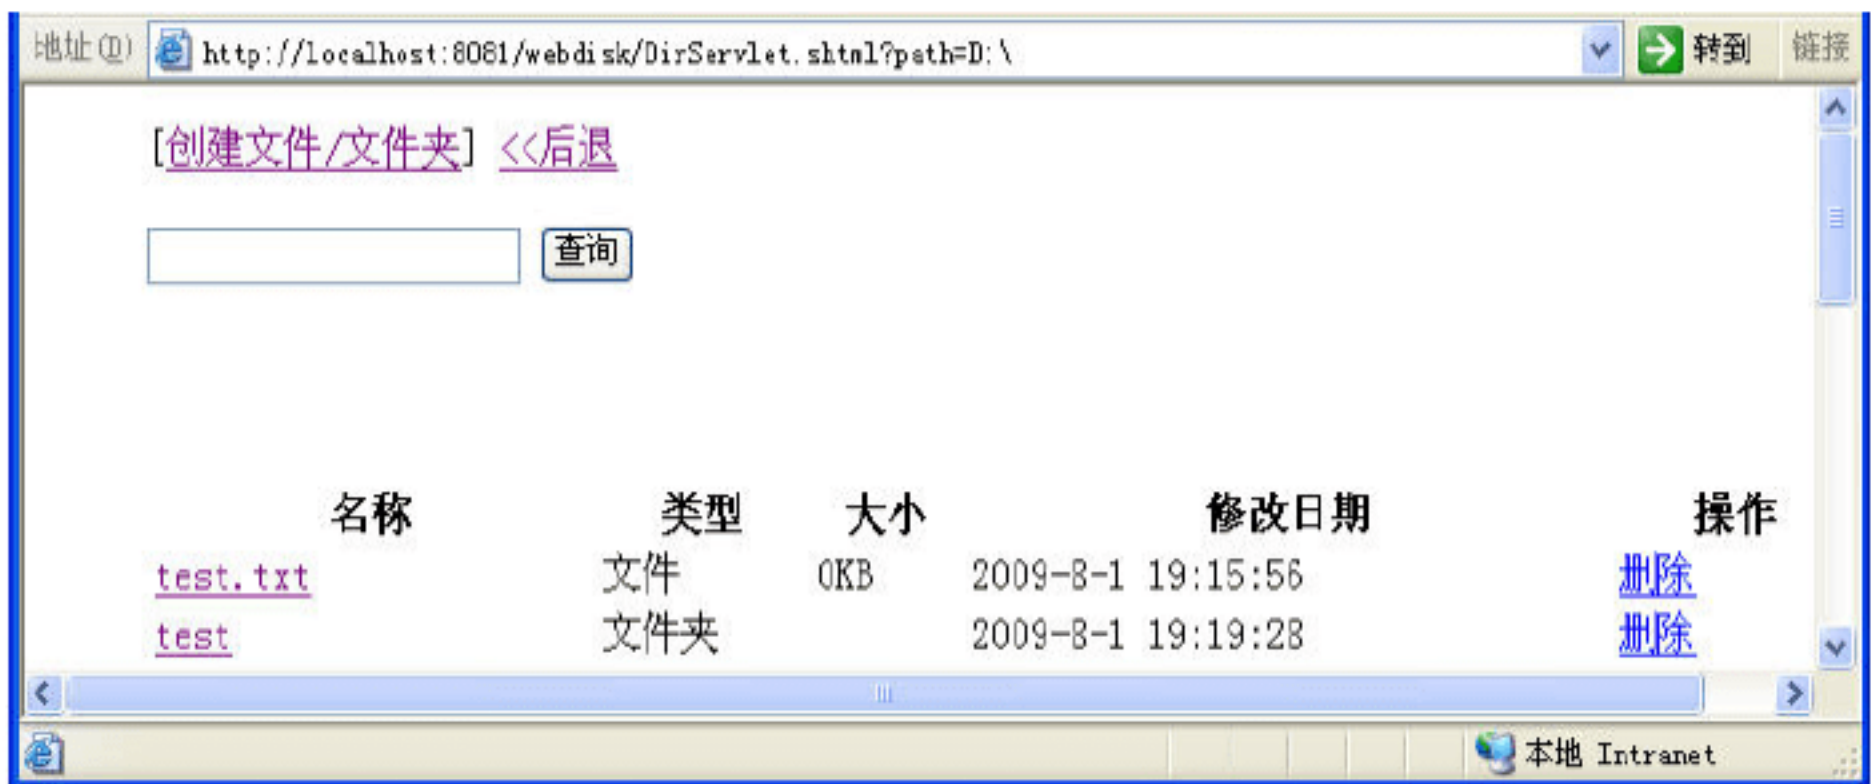 地址(D) http://localhost:8081/webdisk/DirServlet.shtml?path=D:\ 转到 链接
[创建文件/文件夹] <<后退
查询
名称 类型 大小 修改日期 操作
test.txt 文件 0KB 2009-8-1 19:15:56 删除
test 文件夹 2009-8-1 19:19:28 删除
本地 Intranet